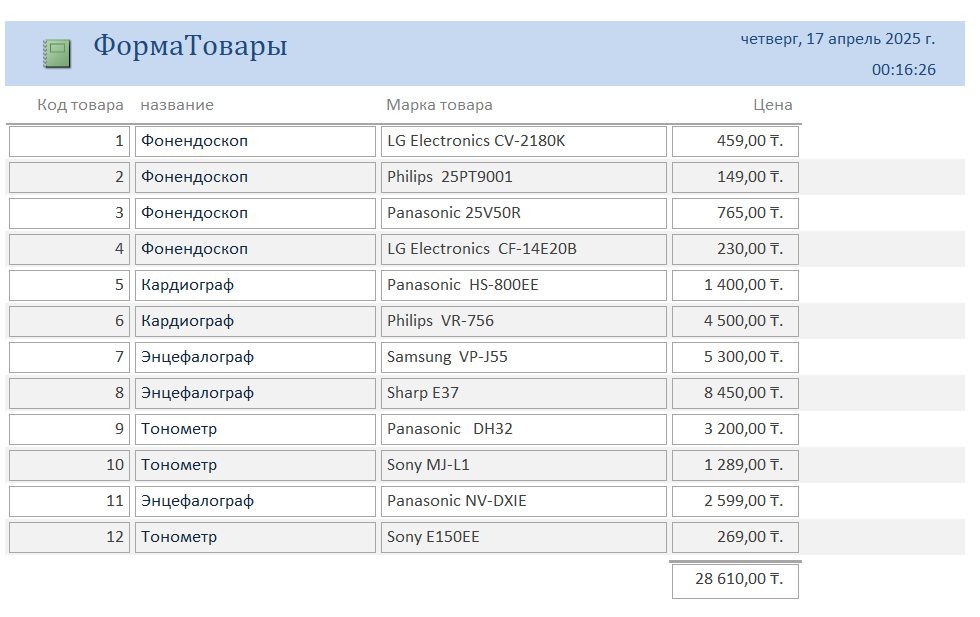 ФормаТовары
четверг, 17 апрель 2025 г.
00:16:26
Код товара название Марка товара Цена
1 Фонендоскоп LG Electronics CV-2180K 459,00 ₸.
2 Фонендоскоп Philips 25PT9001 149,00 ₸.
3 Фонендоскоп Panasonic 25V50R 765,00 ₸.
4 Фонендоскоп LG Electronics CF-14E20B 230,00 ₸.
5 Кардиограф Panasonic HS-800EE 1 400,00 ₸.
6 Кардиограф Philips VR-756 4 500,00 ₸.
7 Энцефалограф Samsung VP-J55 5 300,00 ₸.
8 Энцефалограф Sharp E37 8 450,00 ₸.
9 Тонометр Panasonic DH32 3 200,00 ₸.
10 Тонометр Sony MJ-L1 1 289,00 ₸.
11 Энцефалограф Panasonic NV-DXIE 2 599,00 ₸.
12 Тонометр Sony E150EE 269,00 ₸.
28 610,00 ₸.